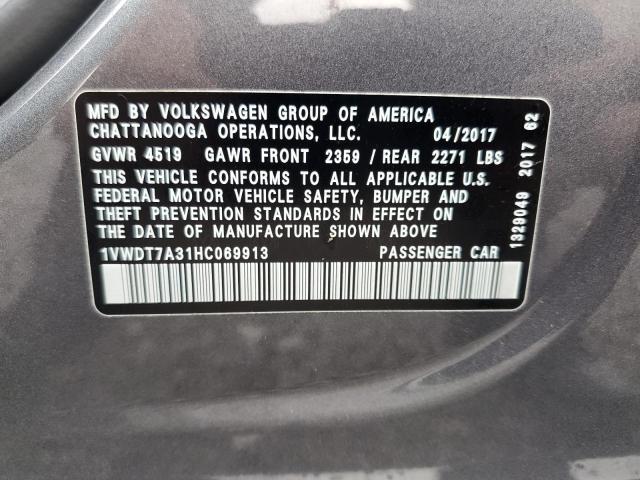 MFD BY VOLKSWAGEN GROUP OF AMERICA
CHATTANOOGA OPERATIONS, LLC. 04/2017
GVWR 4519 GAWR FRONT 2359 / REAR 2271 LBS
THIS VEHICLE CONFORMS TO ALL APPLICABLE U.S.
FEDERAL MOTOR VEHICLE SAFETY, BUMPER AND
THEFT PREVENTION STANDARDS IN EFFECT ON
THE DATE OF MANUFACTURE SHOWN ABOVE
1VWDT7A31HC069913 PASSENGER CAR
1329049 2017 62